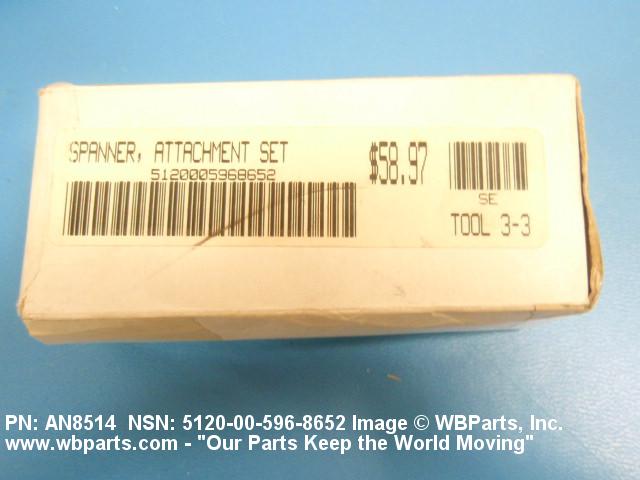 SPANNER, ATTACHMENT SET
5120005968652
$58.97
SE
TOOL 3-3
PN: AN8514 NSN: 5120-00-596-8652 Image © WBParts, Inc.
www.wbparts.com - "Our Parts Keep the World Moving"